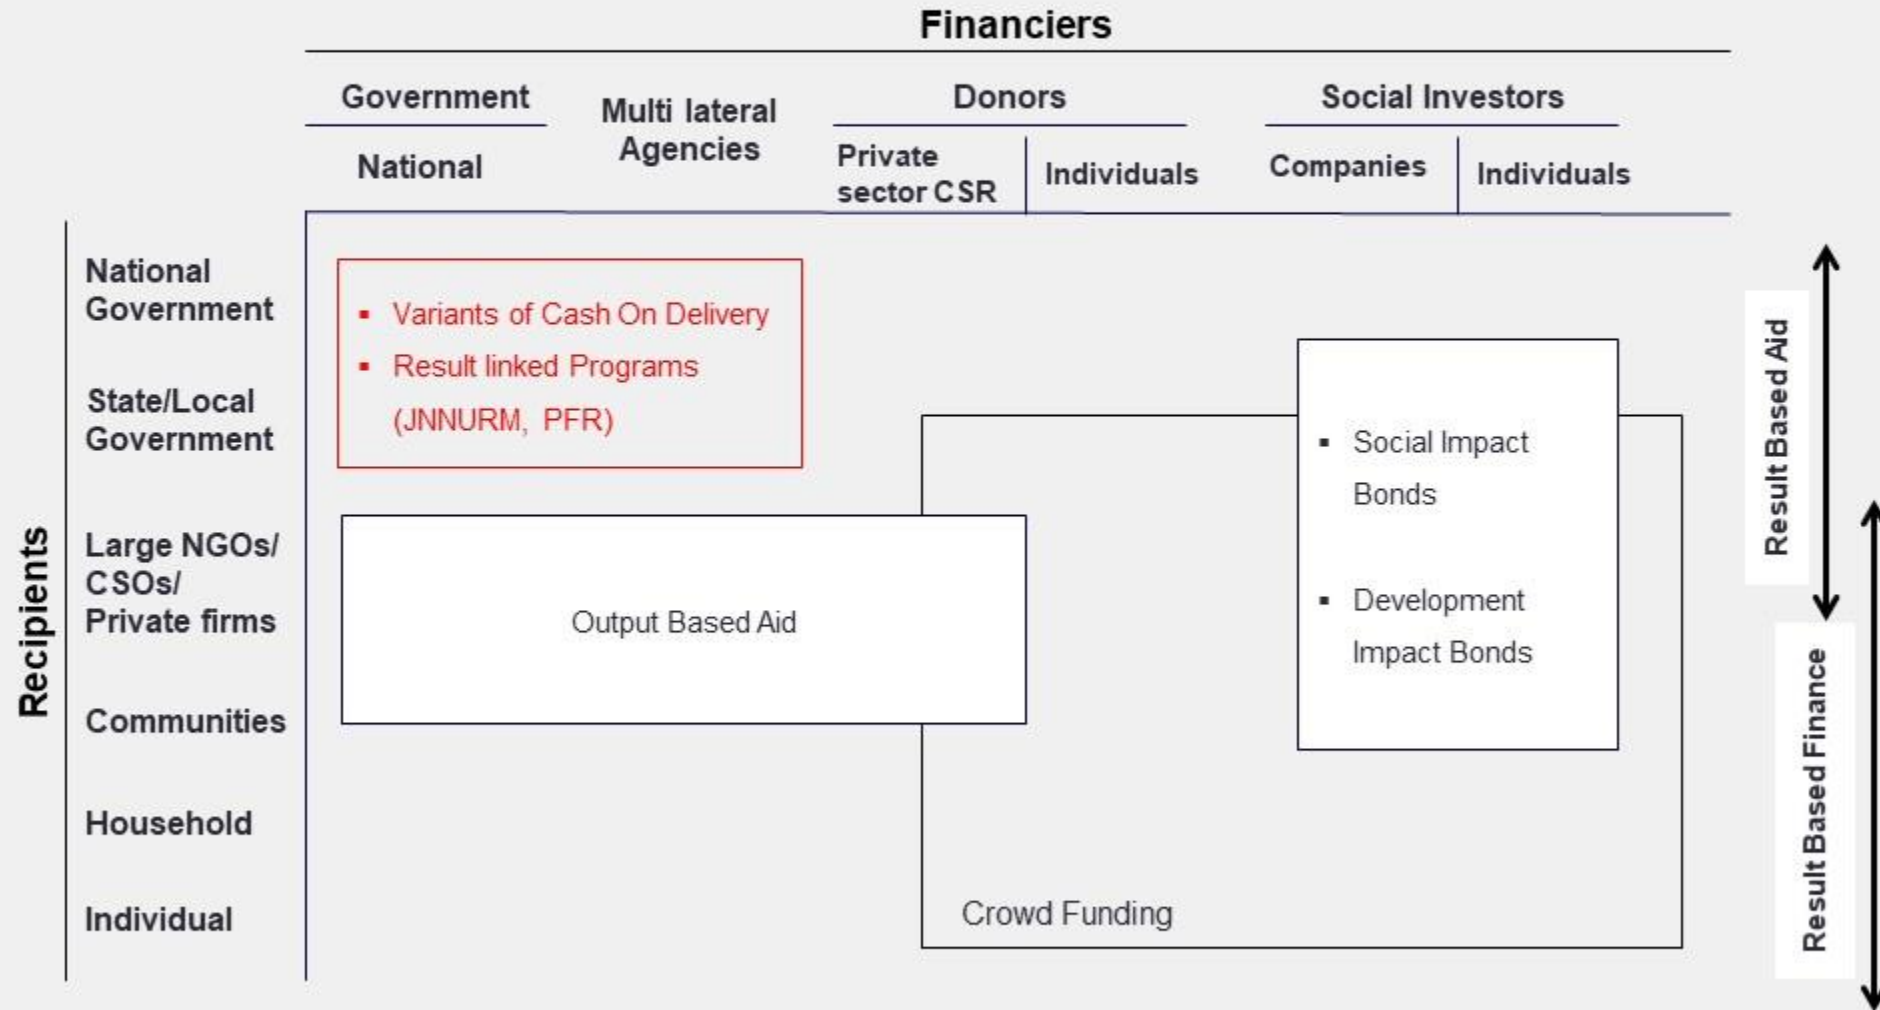 Financiers
Government
Multi lateral
Agencies
Donors
Social Investors
National
Private
sector CSR
Individuals
Companies
Individuals
Recipients
National
Government
State/Local
Government
Large NGOs/
CSOs/
Private firms
Communities
Household
Individual
▪ Variants of Cash On Delivery
▪ Result linked Programs
(JNNURM, PFR)
Output Based Aid
▪ Social Impact
Bonds
▪ Development
Impact Bonds
Crowd Funding
Result Based Aid
Result Based Finance